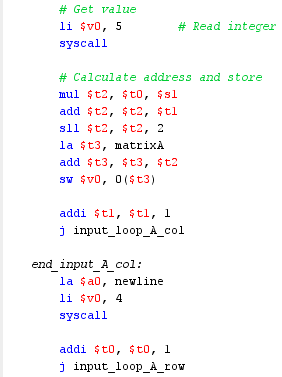 # Get value
li $v0, 5 # Read integer
syscall
# Calculate address and store
mul $t2, $t0, $s1
add $t2, $t2, $t1
sll $t2, $t2, 2
la $t3, matrixA
add $t3, $t3, $t2
sw $v0, 0($t3)
addi $t1, $t1, 1
j input_loop_A_col
end_input_A_col:
la $a0, newline
li $v0, 4
syscall
addi $t0, $t0, 1
j input_loop_A_row